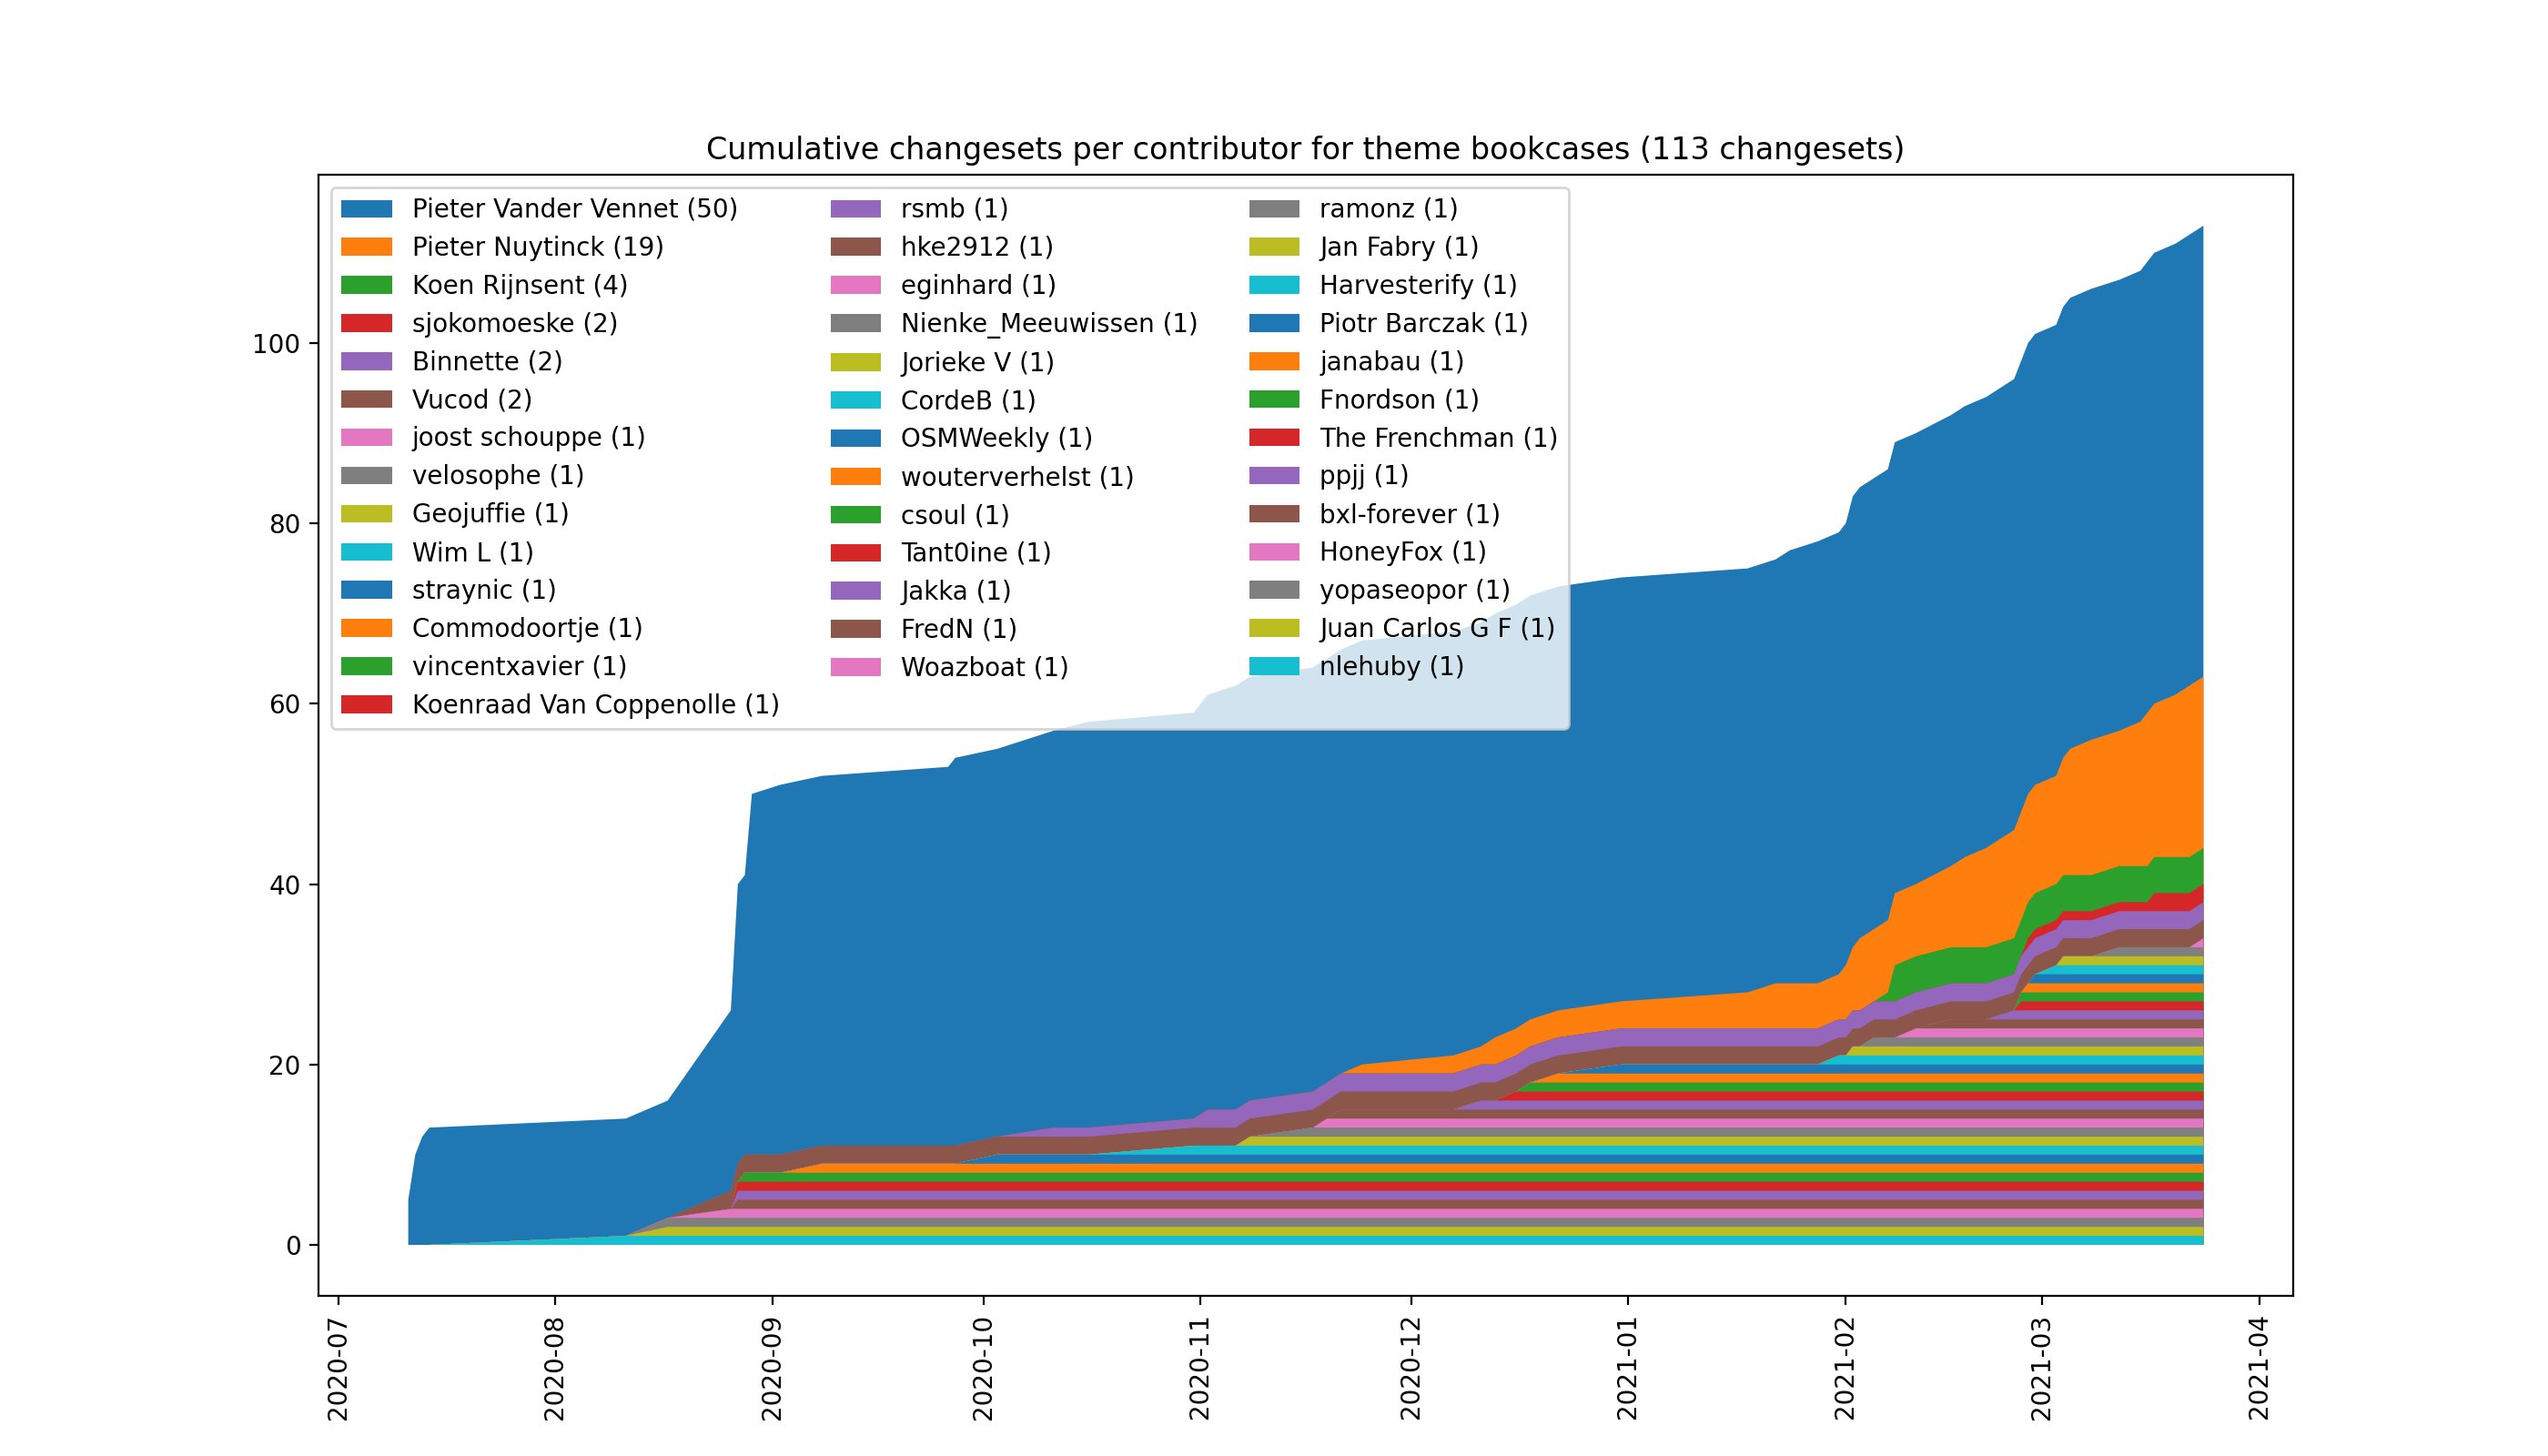 Cumulative changesets per contributor for theme bookcases (113 changesets)
Pieter Vander Vennet (50)
Pieter Nuytinck (19)
Koen Rijnsent (4)
sjokomoeske (2)
Binnette (2)
Vucod (2)
joost schouppe (1)
velosophe (1)
Geojuffie (1)
Wim L (1)
straynic (1)
Commodoortje (1)
vincentxavier (1)
Koenraad Van Coppenolle (1)
rsmb (1)
hke2912 (1)
eginhard (1)
Nienke_Meeuwissen (1)
Jorieke V (1)
CordeB (1)
OSMWeekly (1)
wouterverhelst (1)
csoul (1)
Tant0ine (1)
Jakka (1)
FredN (1)
Woazboat (1)
ramonz (1)
Jan Fabry (1)
Harvesterify (1)
Piotr Barczak (1)
janabau (1)
Fnordson (1)
The Frenchman (1)
ppjj (1)
bxl-forever (1)
HoneyFox (1)
yopaseopor (1)
Juan Carlos G F (1)
nlehuby (1)
100
80
60
40
20
0
2020-07
2020-08
2020-09
2020-10
2020-11
2020-12
2021-01
2021-02
2021-03
2021-04